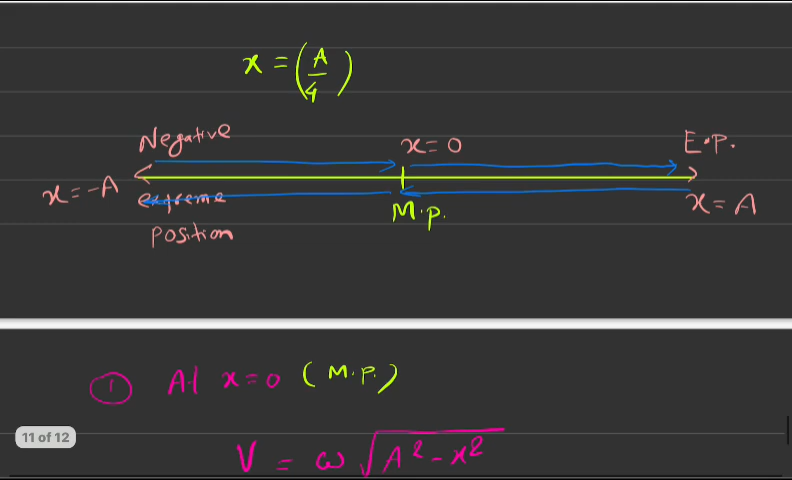 x = (A/4)
Negative x=0 E.P.
x=-A extreme M.P. x=A
position
① At x=0 (M.P.)
11 of 12
V = ω√A²-x²